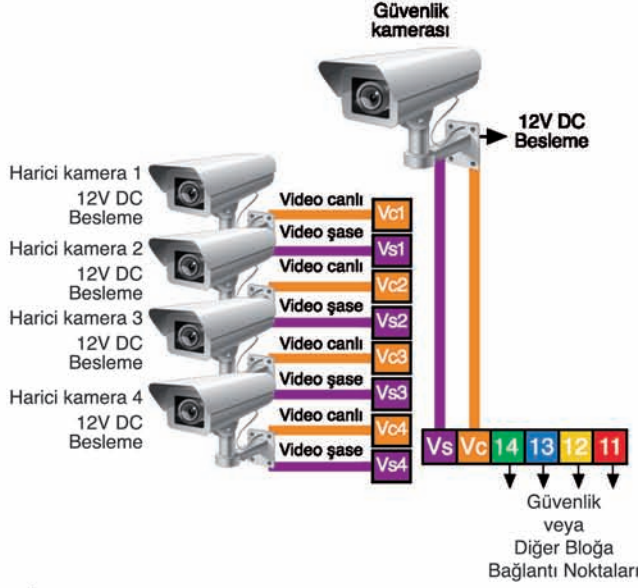 Güvenlik
kamerası
12V DC
Besleme
Harici kamera 1
12V DC
Besleme
Video canlı
Vc1
Video şase
Vs1
Harici kamera 2
12V DC
Besleme
Video canlı
Vc2
Video şase
Vs2
Harici kamera 3
12V DC
Besleme
Video canlı
Vc3
Video şase
Vs3
Harici kamera 4
12V DC
Besleme
Video canlı
Vc4
Video şase
Vs4
Vs Vc 14 13 12 11
Güvenlik
veya
Diğer Bloğa
Bağlantı Noktaları